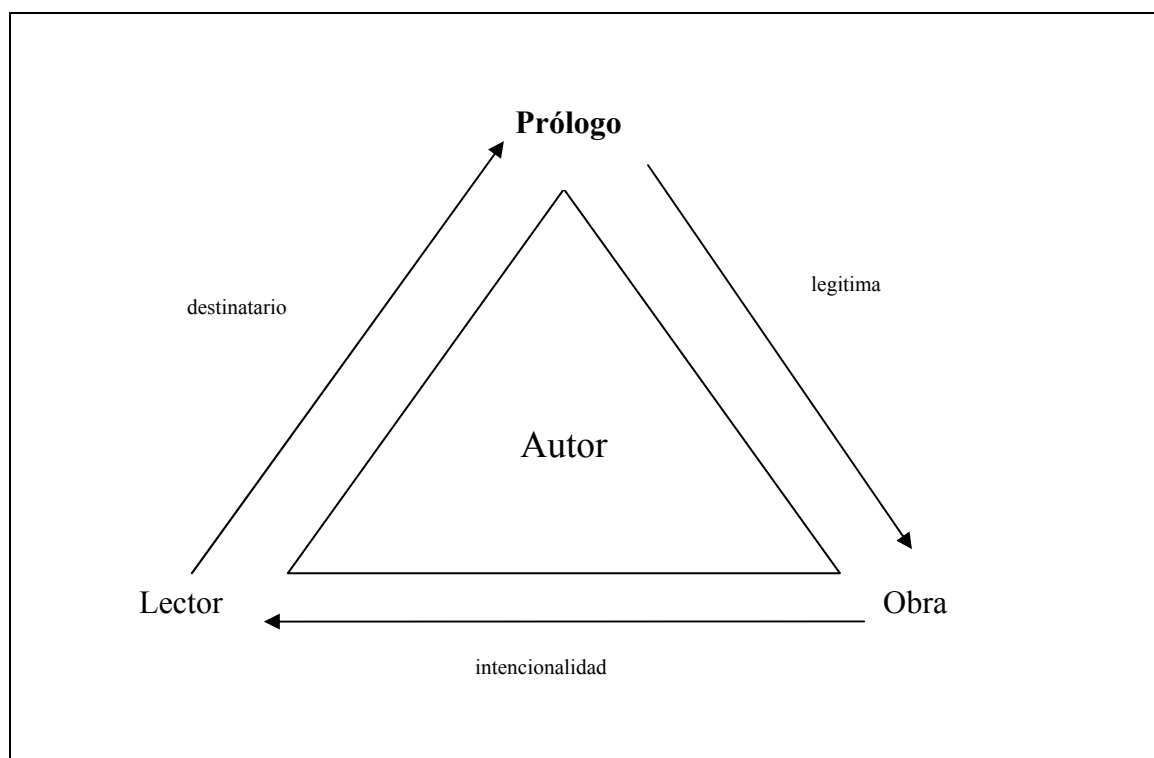 Prólogo
legitima
destinatario
Autor
Lector
Obra
intencionalidad